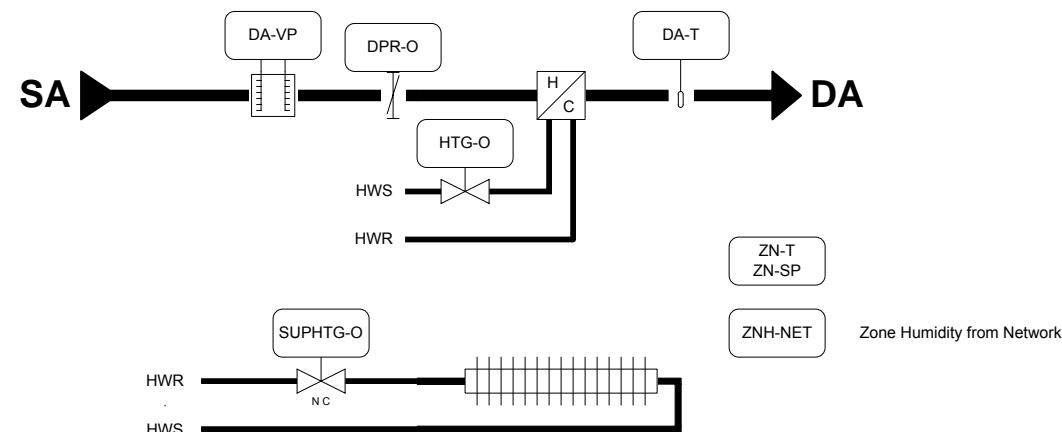 DA-VP
DPR-O
DA-T
SA
H
C
DA
HTG-O
HWS
HWR
ZN-T
ZN-SP
SUPHTG-O
ZNH-NET
Zone Humidity from Network
HWR
N C
HWS